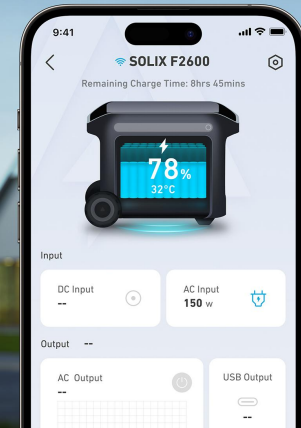 9:41
SOLIX F2600
Remaining Charge Time: 8hrs 45mins
78%
32°C
Input
DC Input
--
AC Input
150 w
Output --
AC Output
--
USB Output
--